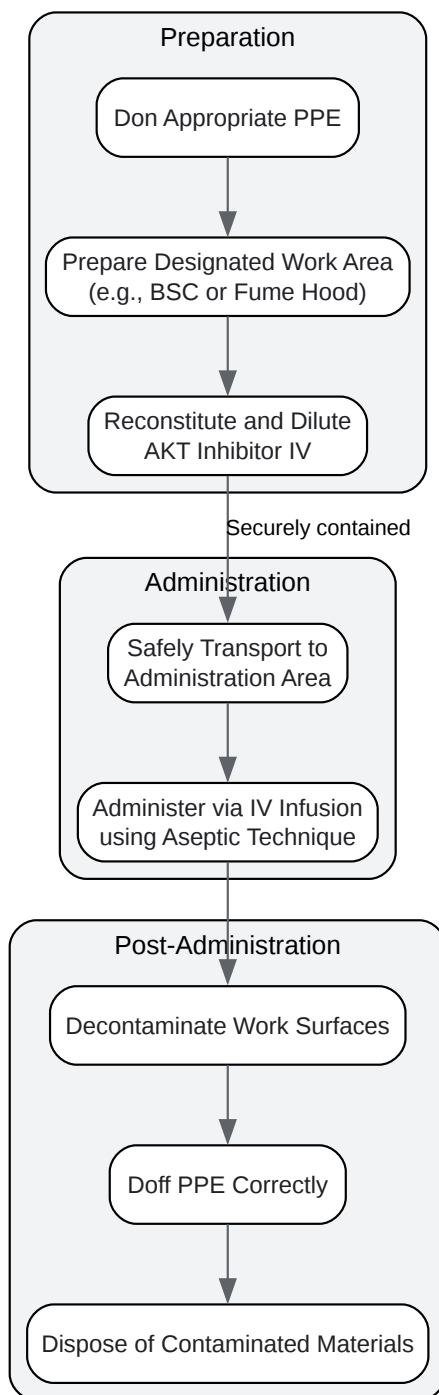 Preparation
Don Appropriate PPE
Prepare Designated Work Area
(e.g., BSC or Fume Hood)
Reconstitute and Dilute
AKT Inhibitor IV
Securely contained
Administration
Safely Transport to
Administration Area
Administer via IV Infusion
using Aseptic Technique
Post-Administration
Decontaminate Work Surfaces
Doff PPE Correctly
Dispose of Contaminated Materials